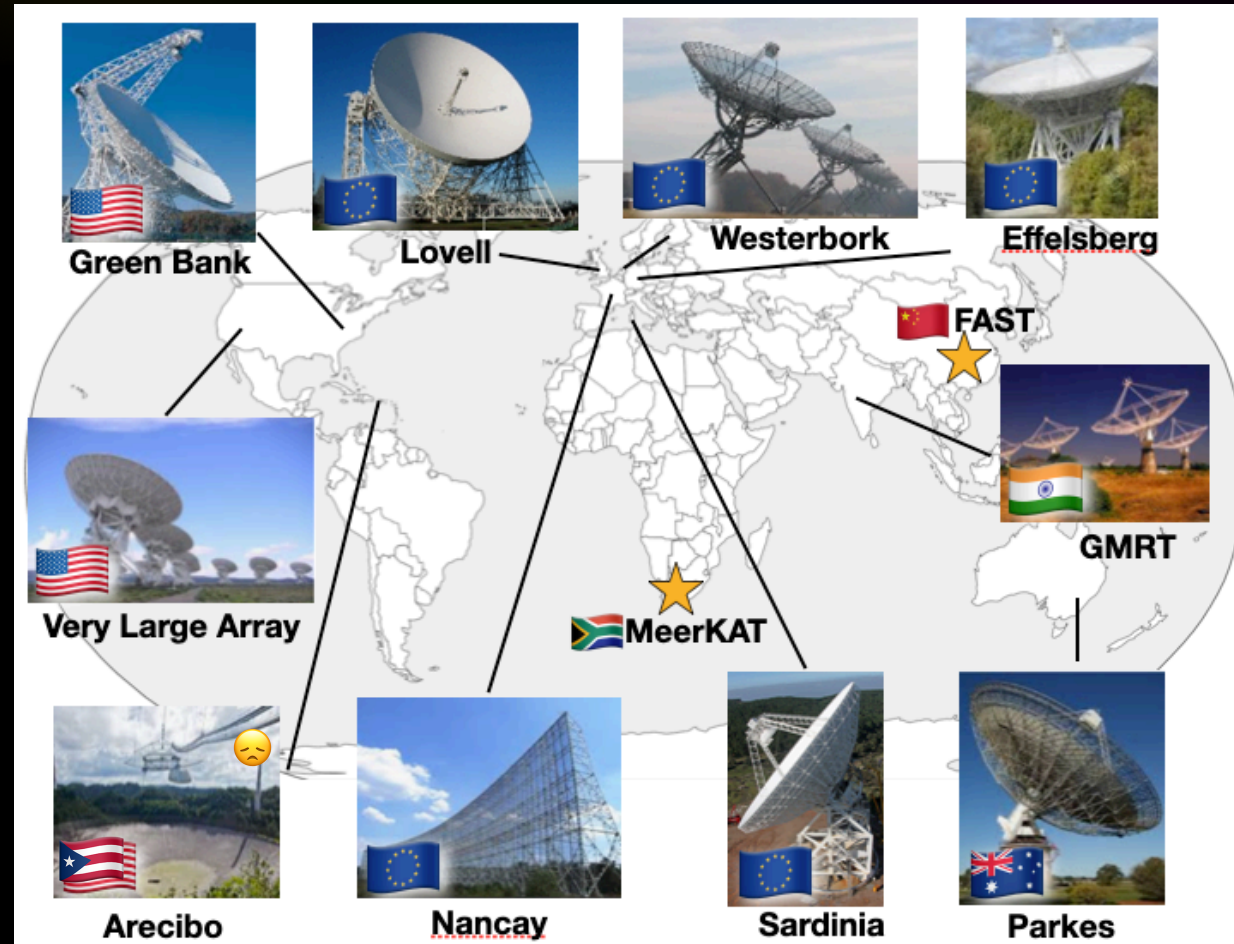 Green Bank
Lovell
Westerbork
Effelsberg
FAST
GMRT
Very Large Array
MeerKAT
Arecibo
Nancay
Sardinia
Parkes